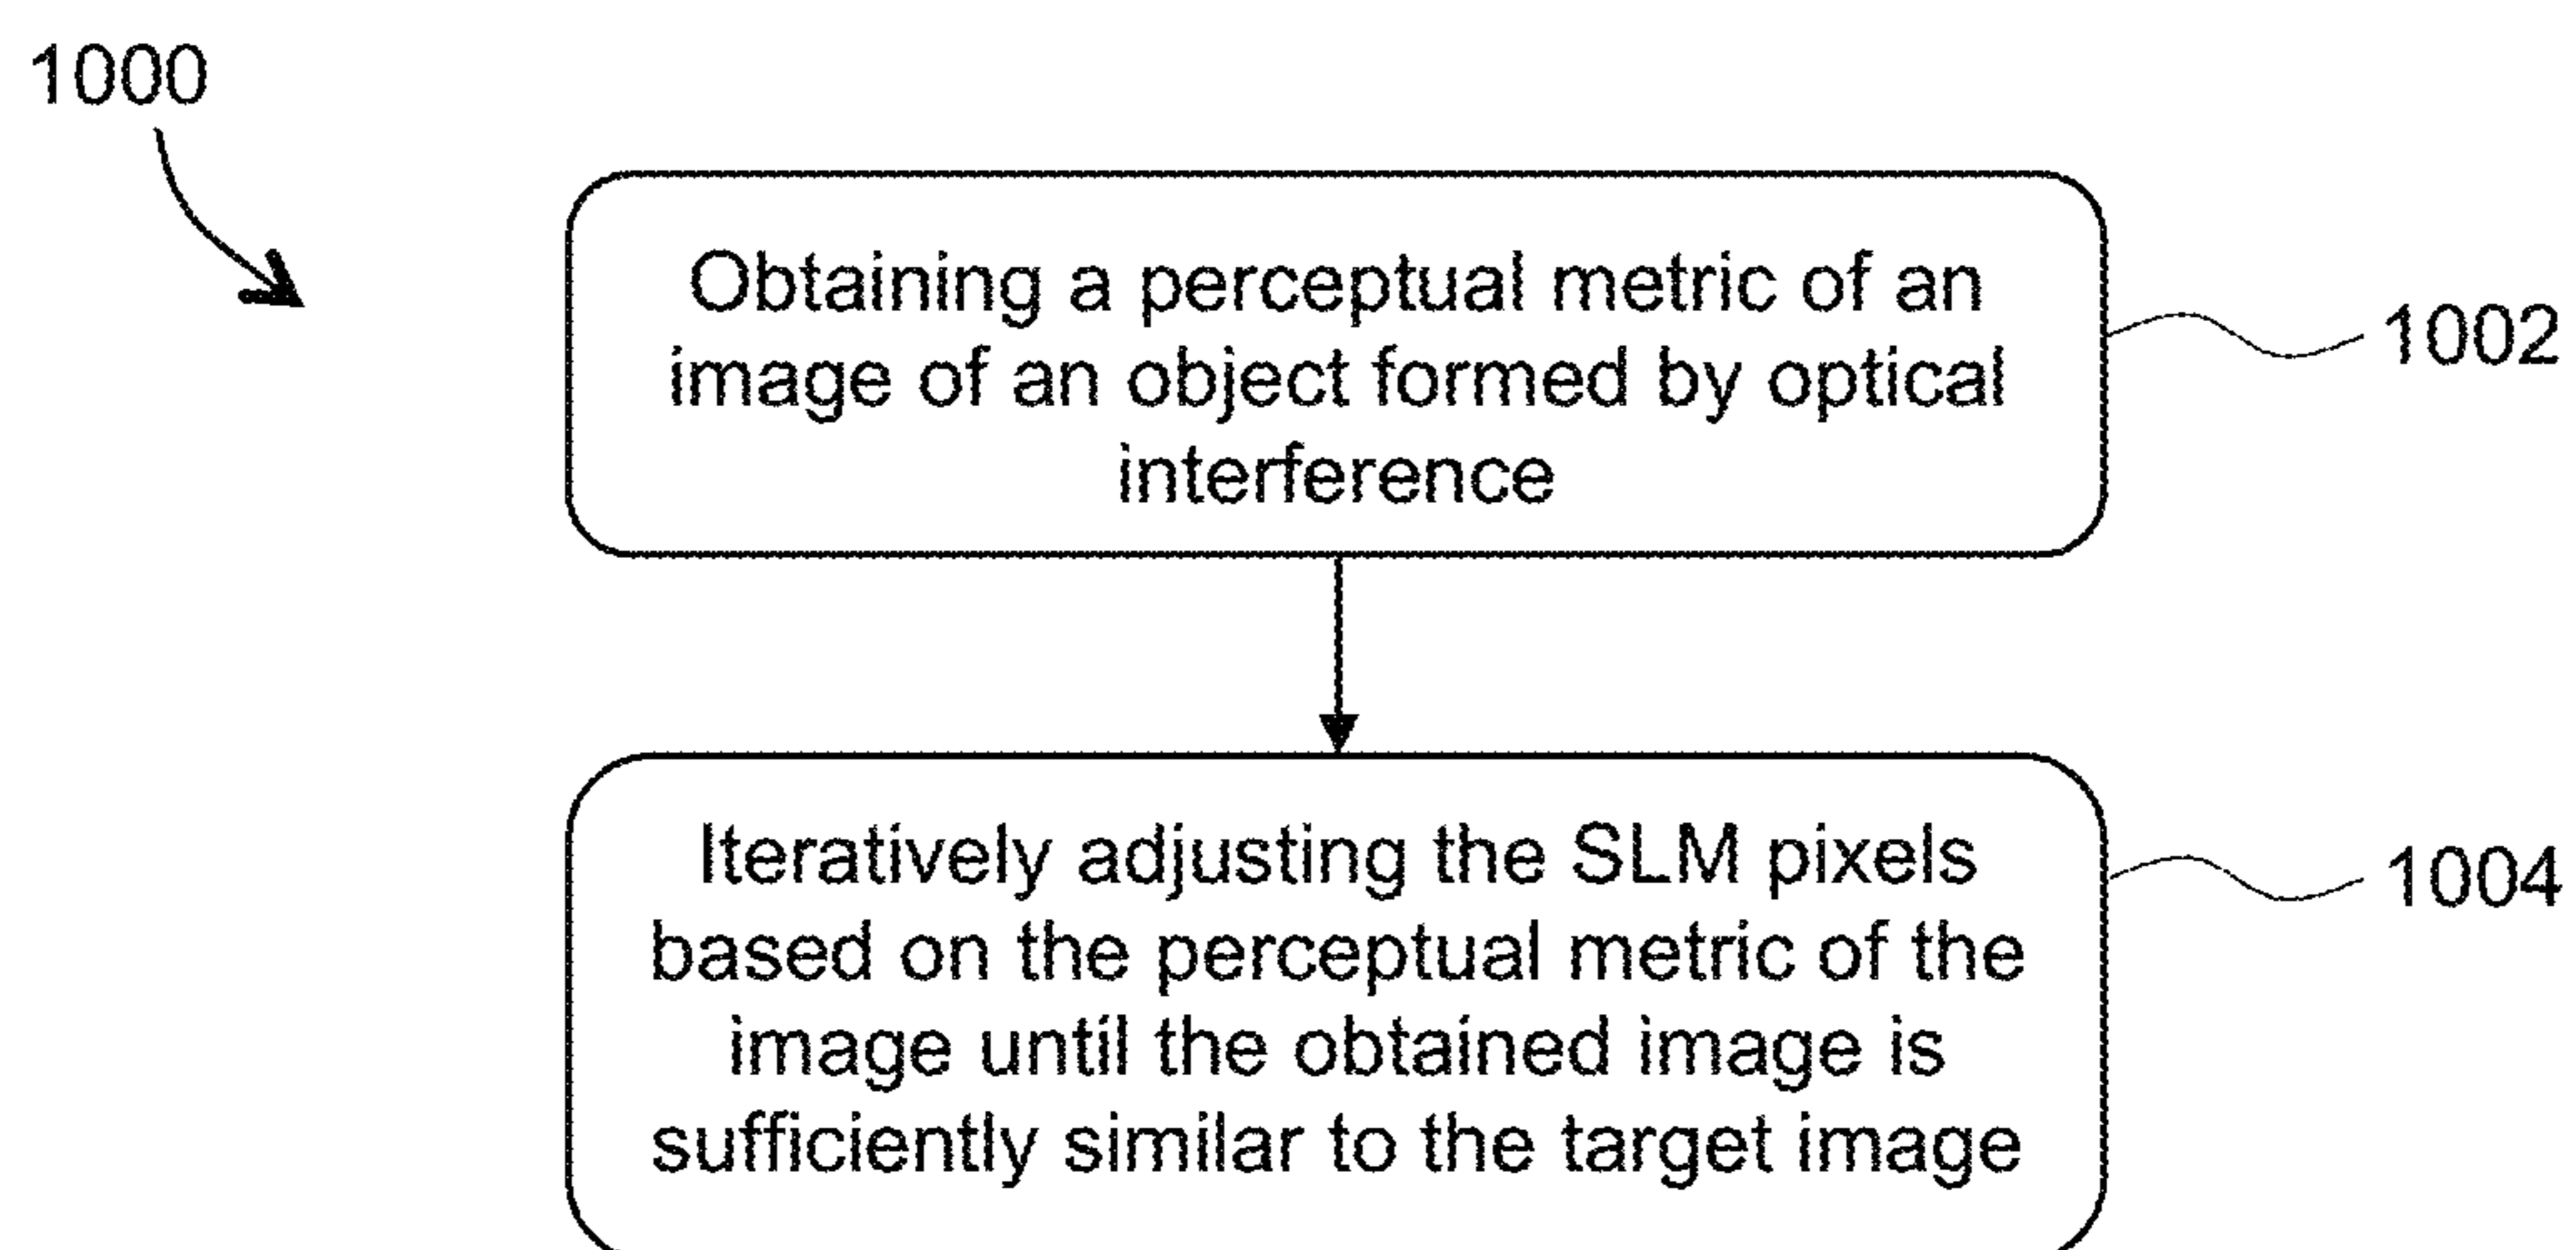 1000
Obtaining a perceptual metric of an
image of an object formed by optical
interference
1002
Iteratively adjusting the SLM pixels
based on the perceptual metric of the
image until the obtained image is
sufficiently similar to the target image
1004